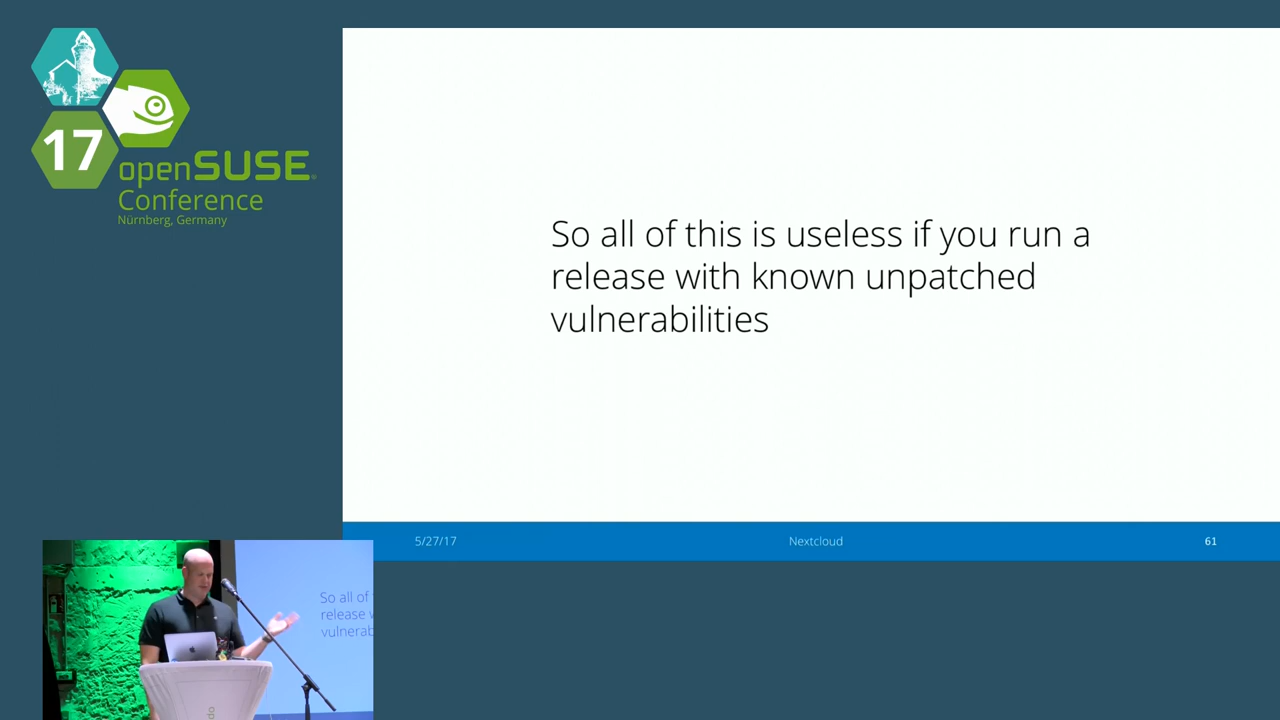 17
openSUSE
Conference
Nürnberg, Germany
So all of this is useless if you run a
release with known unpatched
vulnerabilities
5/27/17
Nextcloud
61
So all of
release w
vulnerab
do